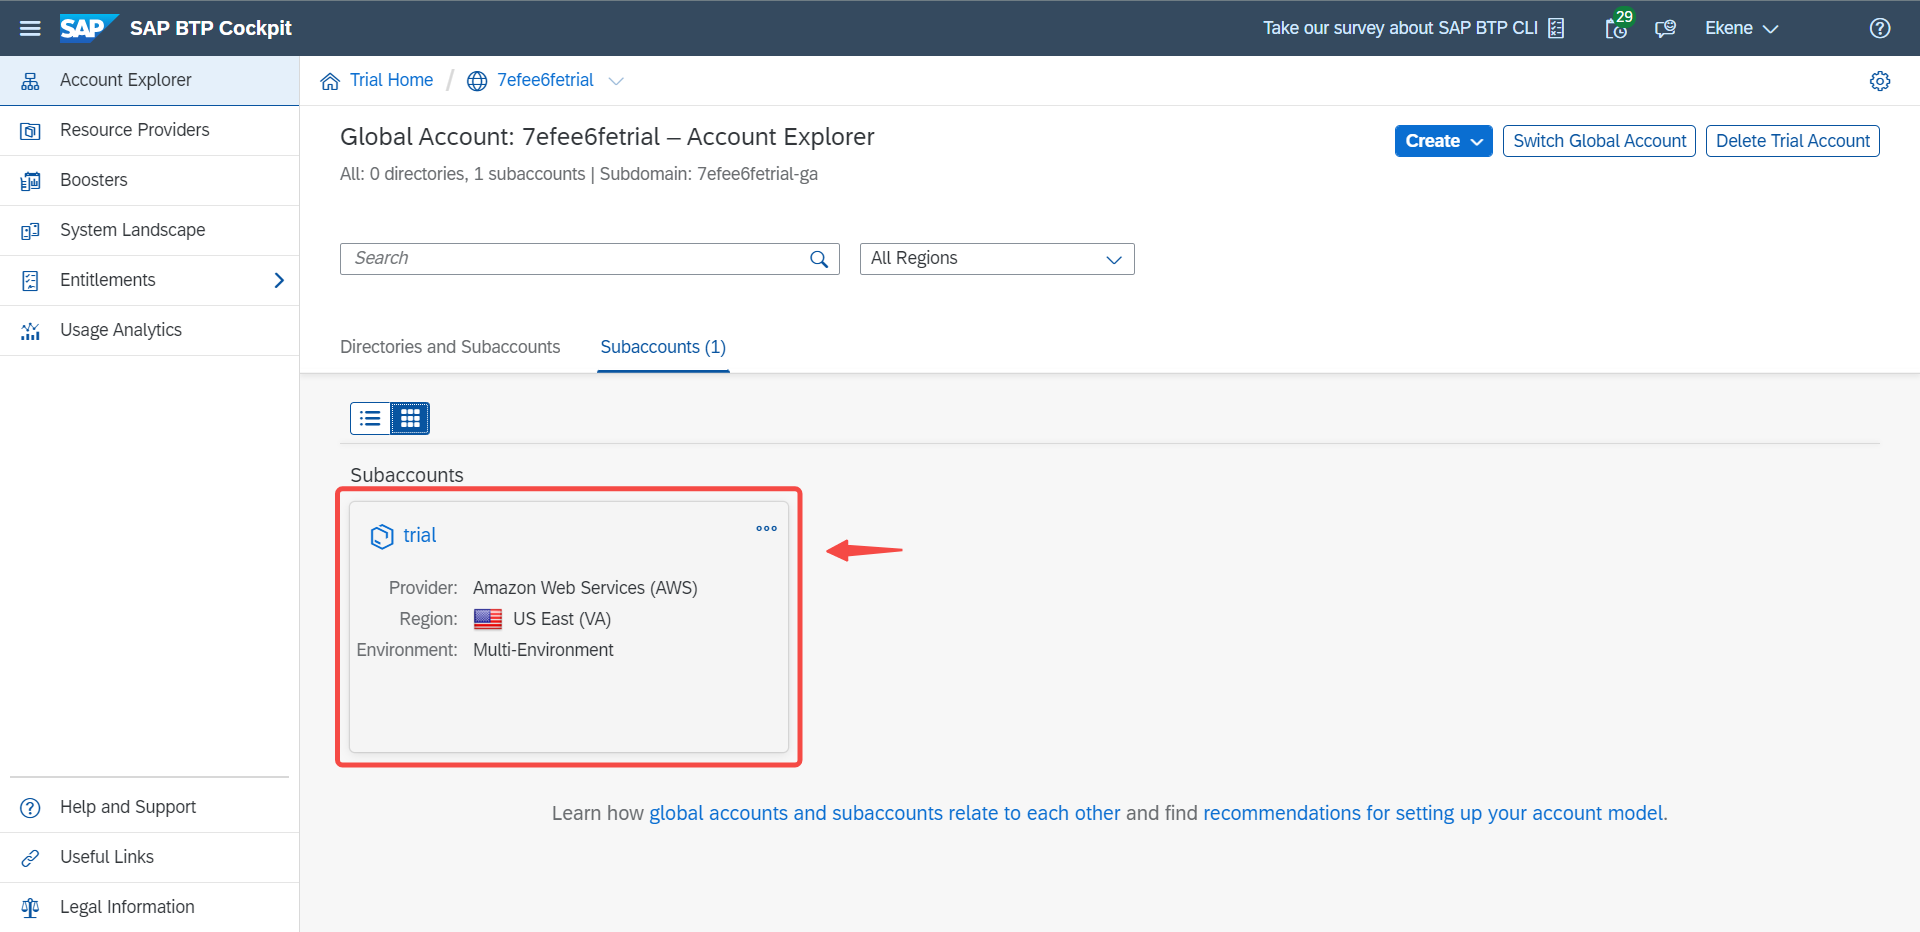 SAP SAP BTP Cockpit
Take our survey about SAP BTP CLI
29
Ekene
Account Explorer
Resource Providers
Boosters
System Landscape
Entitlements
Usage Analytics
Help and Support
Useful Links
Legal Information
Trial Home / 7efee6fetrial
Global Account: 7efee6fetrial – Account Explorer
All: 0 directories, 1 subaccounts | Subdomain: 7efee6fetrial-ga
Create
Switch Global Account
Delete Trial Account
Search
All Regions
Directories and Subaccounts
Subaccounts (1)
Subaccounts
trial
Provider: Amazon Web Services (AWS)
Region: US East (VA)
Environment: Multi-Environment
Learn how global accounts and subaccounts relate to each other and find recommendations for setting up your account model.